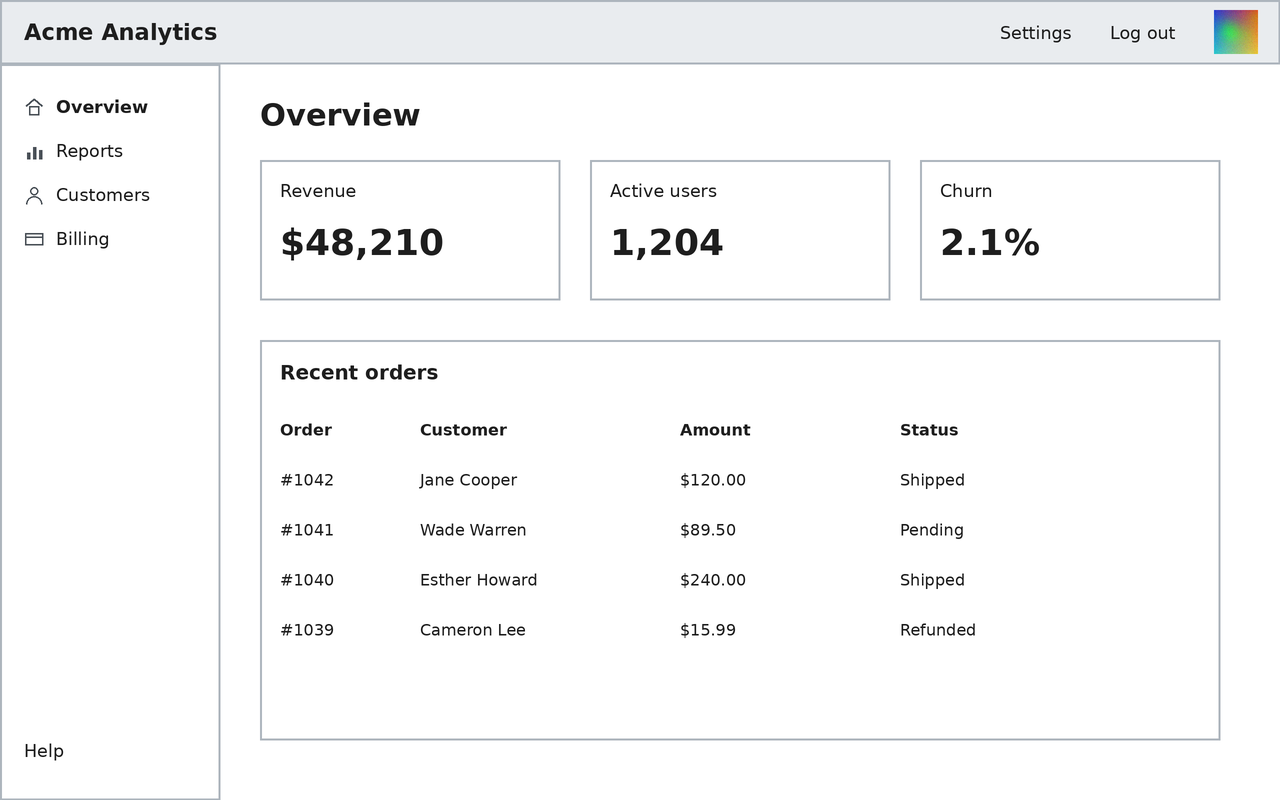 Acme Analytics
Settings
Log out
Overview
Reports
Customers
Billing
Help
Overview
Revenue
$48,210
Active users
1,204
Churn
2.1%
Recent orders
Order Customer Amount Status
#1042 Jane Cooper $120.00 Shipped
#1041 Wade Warren $89.50 Pending
#1040 Esther Howard $240.00 Shipped
#1039 Cameron Lee $15.99 Refunded